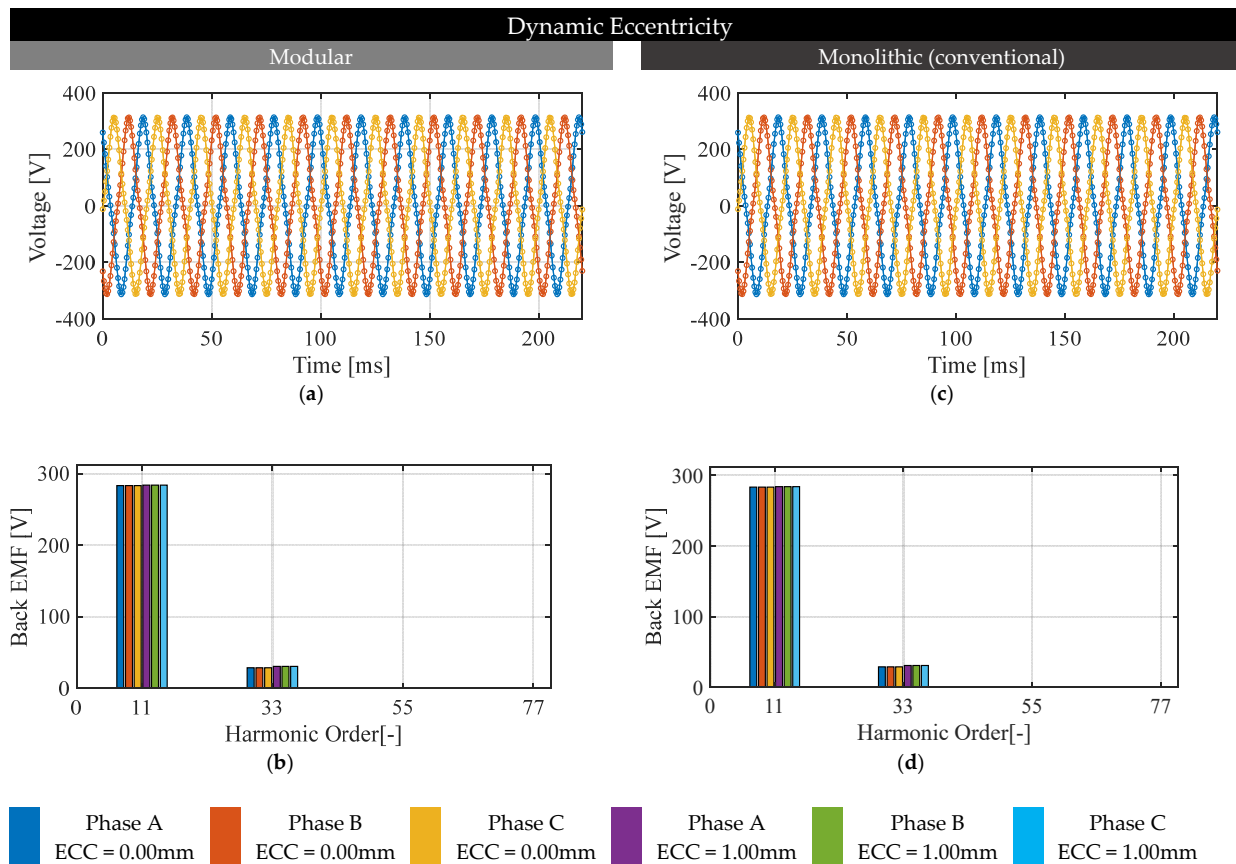 Dynamic Eccentricity
Modular
Monolithic (conventional)
400
200
0
-200
-400
Voltage [V]
0 50 100 150 200
Time [ms]
(a)
400
200
0
-200
-400
Voltage [V]
0 50 100 150 200
Time [ms]
(c)
300
200
100
0
Back EMF [V]
0 11 33 55 77
Harmonic Order[-]
(b)
300
200
100
0
Back EMF [V]
0 11 33 55 77
Harmonic Order[-]
(d)
Phase A
ECC = 0.00mm
Phase B
ECC = 0.00mm
Phase C
ECC = 0.00mm
Phase A
ECC = 1.00mm
Phase B
ECC = 1.00mm
Phase C
ECC = 1.00mm